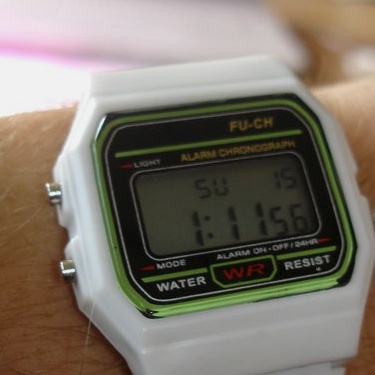 FU-CH
LIGHT ALARM CHRONOGRAPH
SU 15
1:11 56
ALARM ON•OFF/24HR
MODE
WATER WR RESIST